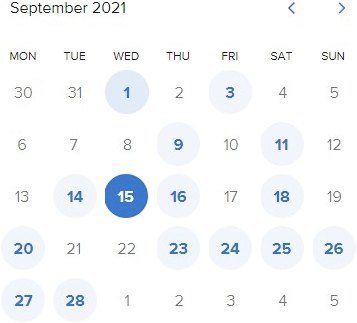 September 2021
MON TUE WED THU FRI SAT SUN
30 31 1 2 3 4 5
6 7 8 9 10 11 12
13 14 15 16 17 18 19
20 21 22 23 24 25 26
27 28 1 2 3 4 5